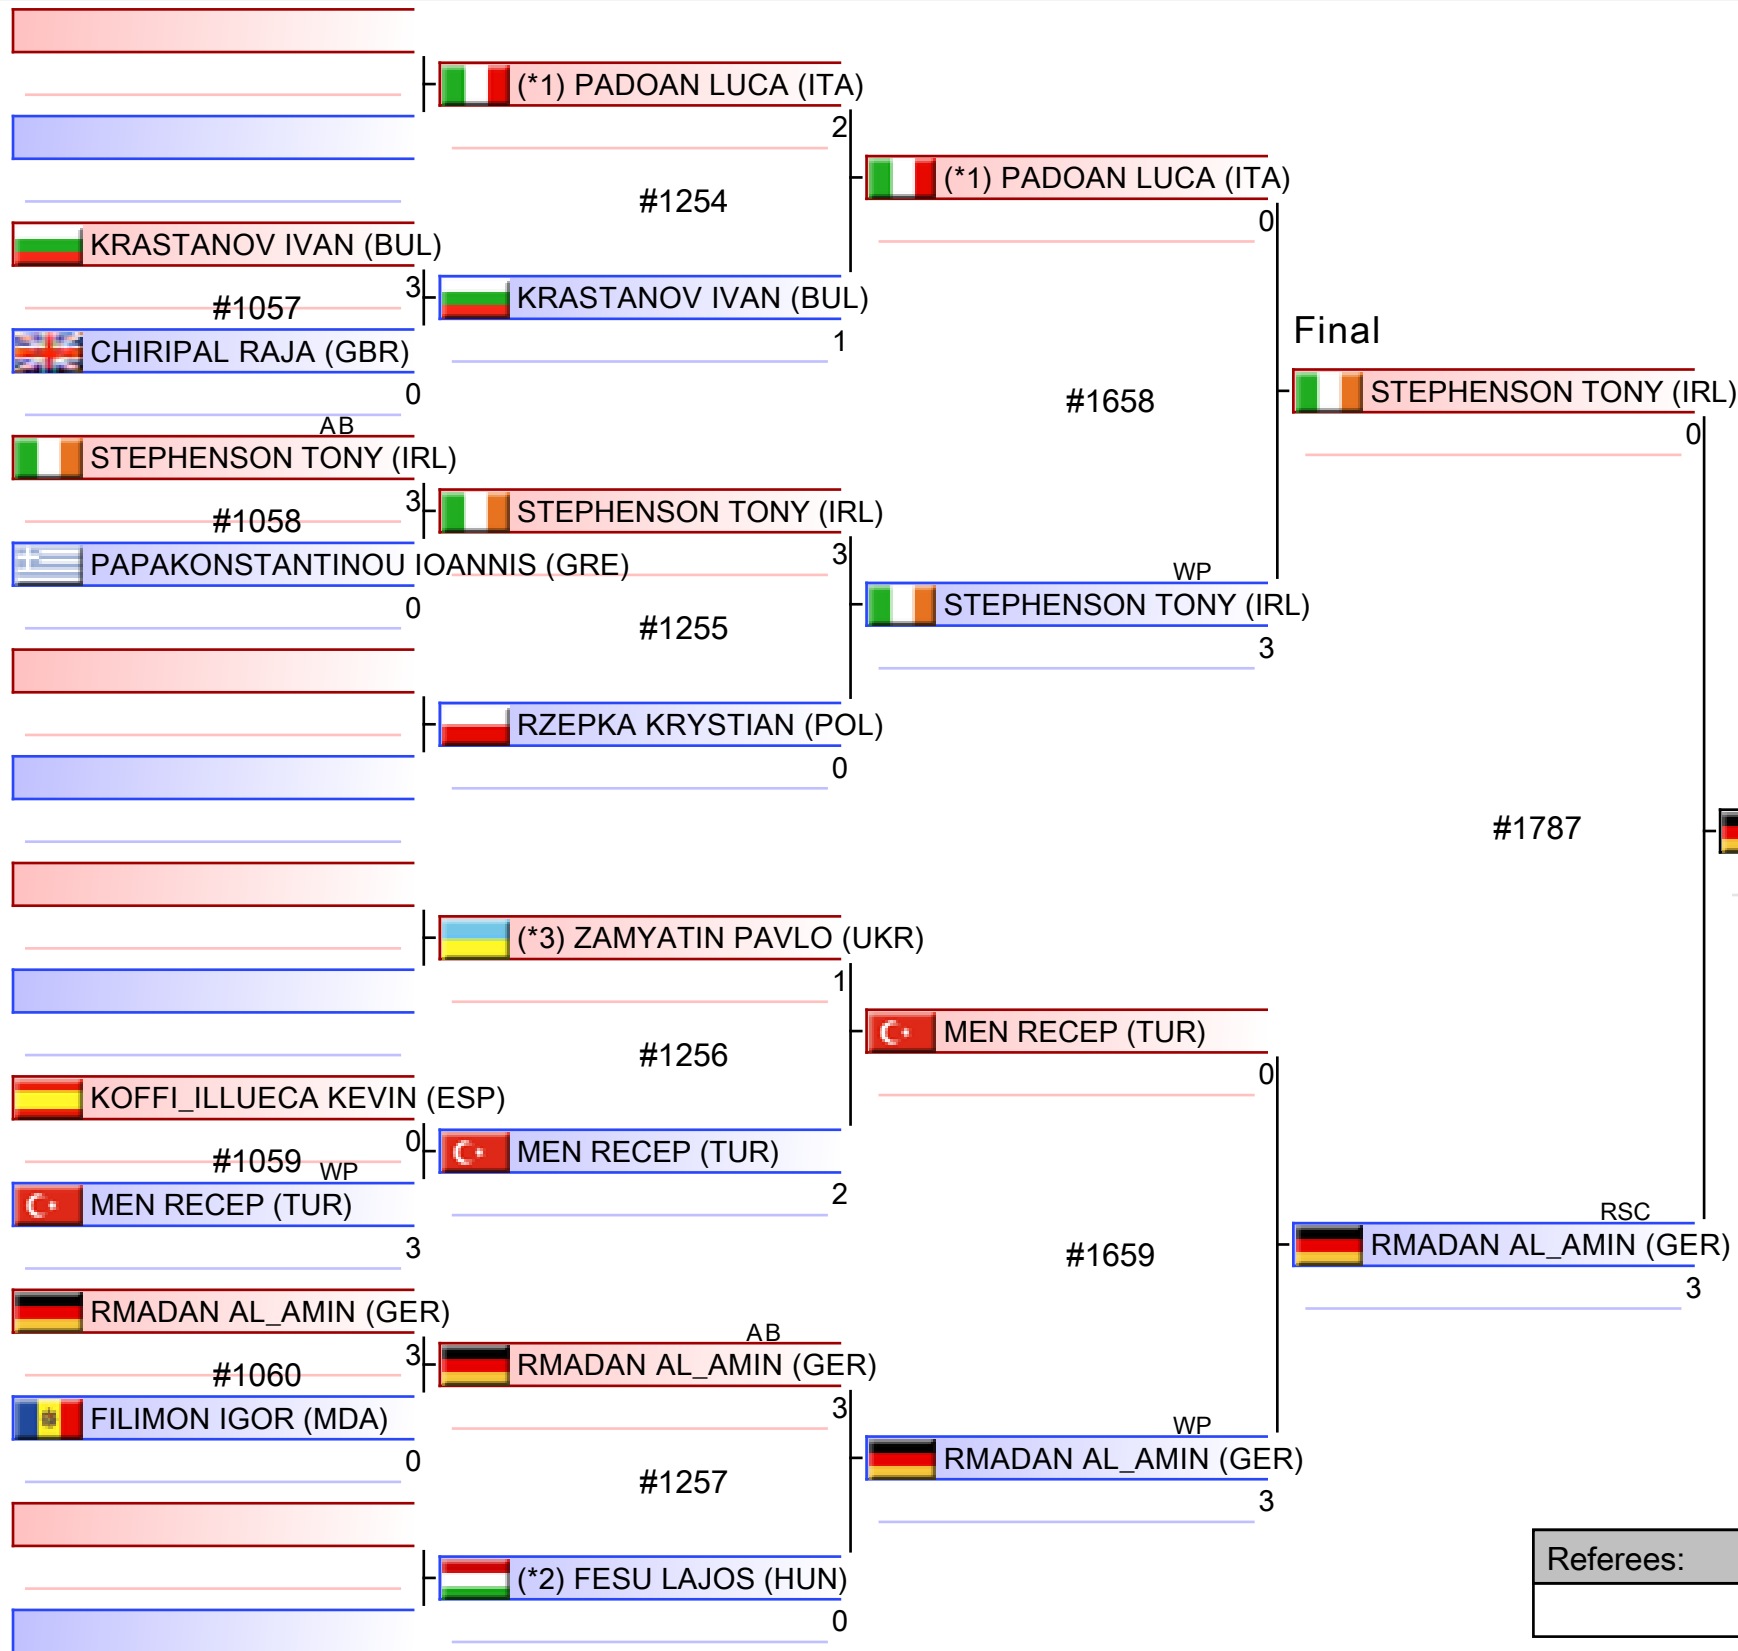 (*1) PADOAN LUCA (ITA)
2
#1254
(*1) PADOAN LUCA (ITA)
0
KRASTANOV IVAN (BUL)
3
#1057
KRASTANOV IVAN (BUL)
1
CHIRIPAL RAJA (GBR)
0
#1658
Final
STEPHENSON TONY (IRL)
0
AB
STEPHENSON TONY (IRL)
3
#1058
STEPHENSON TONY (IRL)
3
PAPAKONSTANTINOU IOANNIS (GRE)
0
#1255
WP
STEPHENSON TONY (IRL)
3
RZEPKA KRYSTIAN (POL)
0
#1787
(*3) ZAMYATIN PAVLO (UKR)
1
#1256
MEN RECEP (TUR)
0
KOFFI_ILLUECA KEVIN (ESP)
0
#1059
WP
MEN RECEP (TUR)
2
MEN RECEP (TUR)
3
#1659
RSC
RMADAN AL_AMIN (GER)
3
RMADAN AL_AMIN (GER)
3
#1060
AB
RMADAN AL_AMIN (GER)
3
FILIMON IGOR (MDA)
0
#1257
WP
RMADAN AL_AMIN (GER)
3
(*2) FESU LAJOS (HUN)
0
Referees: